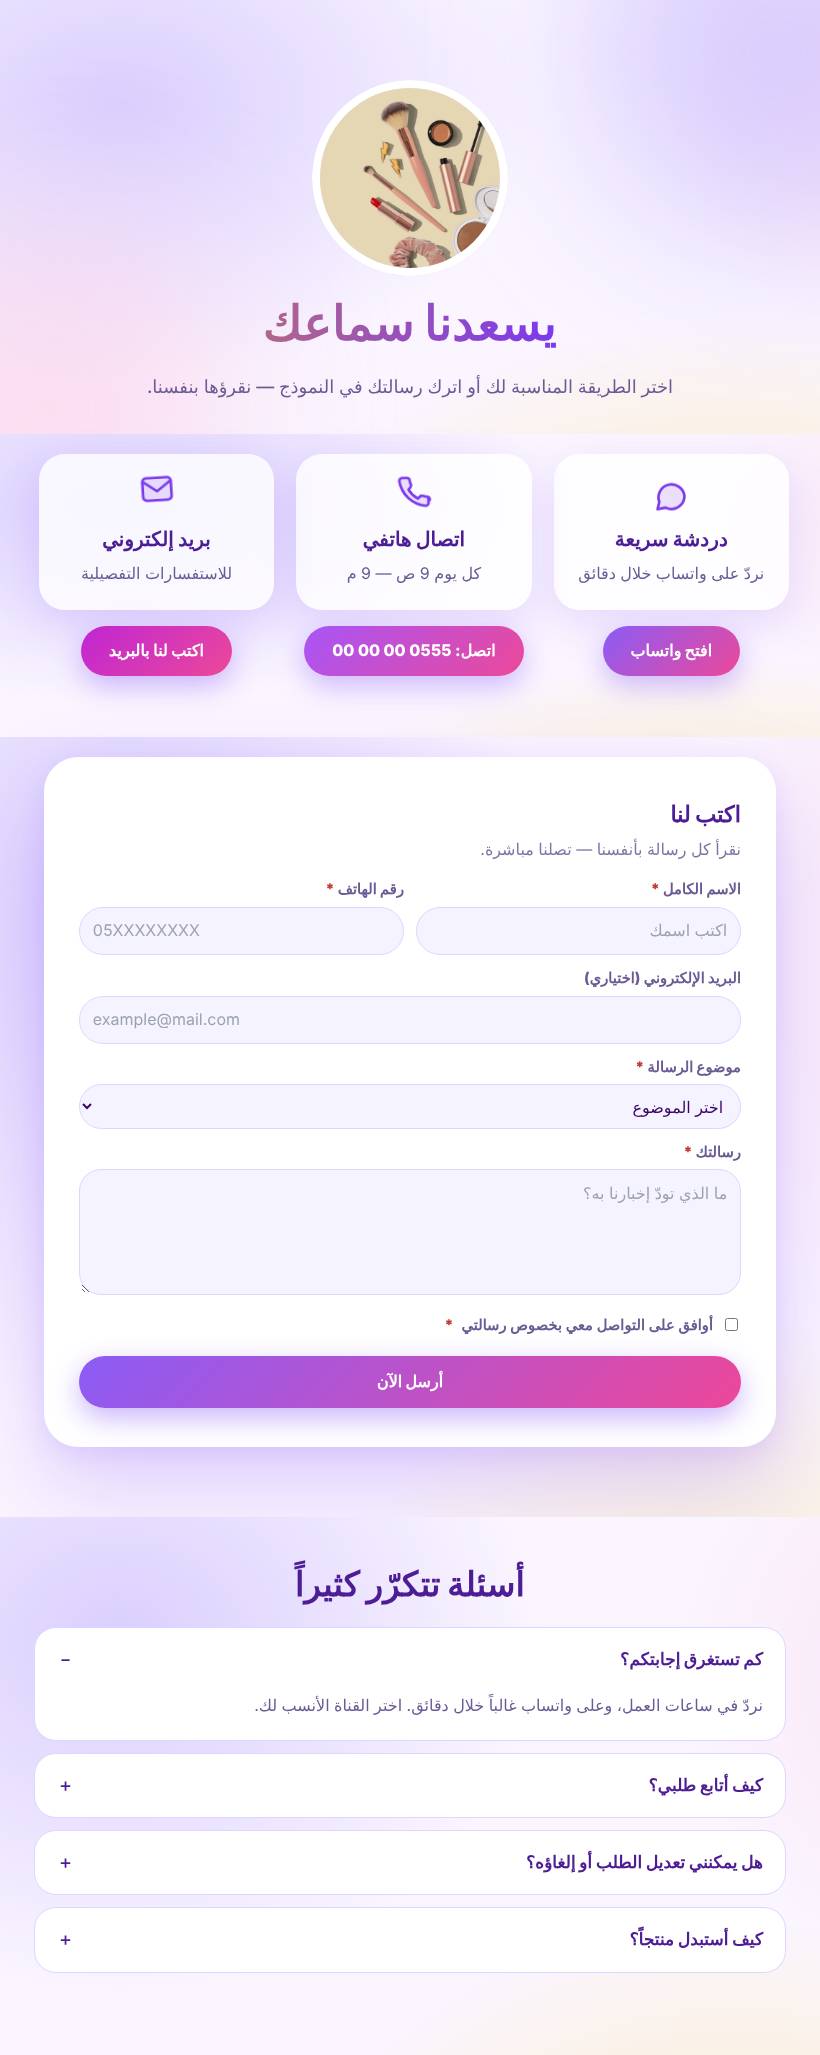 يسعدنا سماعك
اختر الطريقة المناسبة لك أو اترك رسالتك في النموذج — نقرؤها بنفسنا.
دردشة سريعة
نردّ على واتساب خلال دقائق
افتح واتساب
اتصال هاتفي
كل يوم 9 ص — 9 م
اتصل: 0555 00 00 00
بريد إلكتروني
للاستفسارات التفصيلية
اكتب لنا بالبريد
اكتب لنا
نقرأ كل رسالة بأنفسنا — تصلنا مباشرة.
الاسم الكامل *
اكتب اسمك
رقم الهاتف *
05XXXXXXXX
البريد الإلكتروني (اختياري)
example@mail.com
موضوع الرسالة *
اختر الموضوع
رسالتك *
ما الذي تودّ إخبارنا به؟
أوافق على التواصل معي بخصوص رسالتي *
أرسل الآن
أسئلة تتكرّر كثيراً
كم تستغرق إجابتكم؟ −
نردّ في ساعات العمل، وعلى واتساب غالباً خلال دقائق. اختر القناة الأنسب لك.
كيف أتابع طلبي؟ +
هل يمكنني تعديل الطلب أو إلغاؤه؟ +
كيف أستبدل منتجاً؟ +